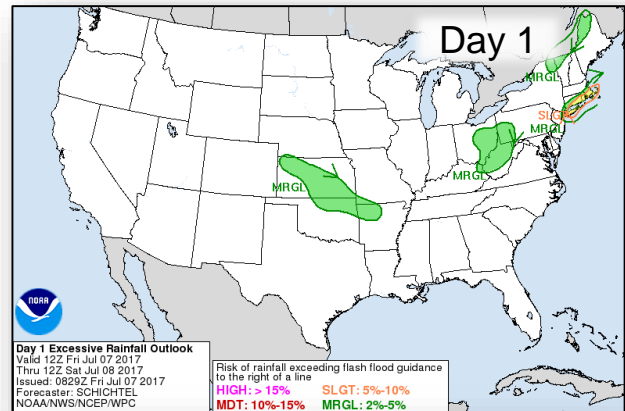 Day 1
MRGL
SLG
MRGL
MRGL
MRGL
NOAA
Day 1 Excessive Rainfall Outlook
Valid 12Z Fri Jul 07 2017
Thru 12Z Sat Jul 08 2017
Issued: 0829Z Fri Jul 07 2017
Forecaster: SCHICHTEL
NOAA/NWS/NCEP/WPC
Risk of rainfall exceeding flash flood guidance
to the right of a line
HIGH: > 15% SLGT: 5%-10%
MDT: 10%-15% MRGL: 2%-5%